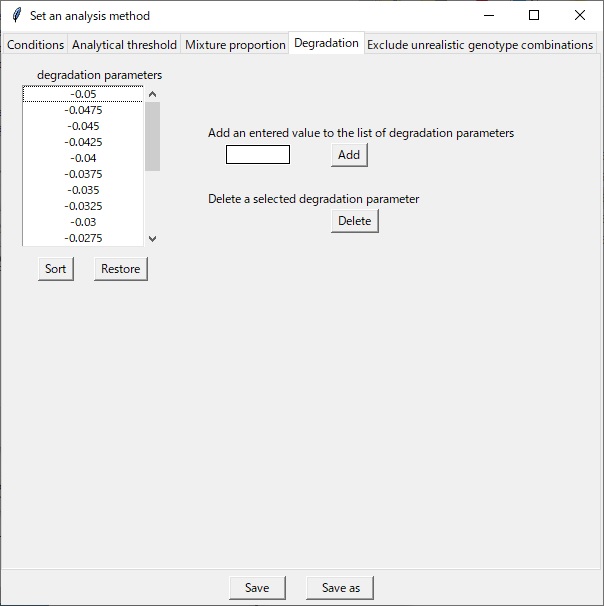 Set an analysis method
Conditions Analytical threshold Mixture proportion Degradation Exclude unrealistic genotype combinations
degradation parameters
-0.05
-0.0475
-0.045
-0.0425
-0.04
-0.0375
-0.035
-0.0325
-0.03
-0.0275
Sort Restore
Add an entered value to the list of degradation parameters
Add
Delete a selected degradation parameter
Delete
Save Save as